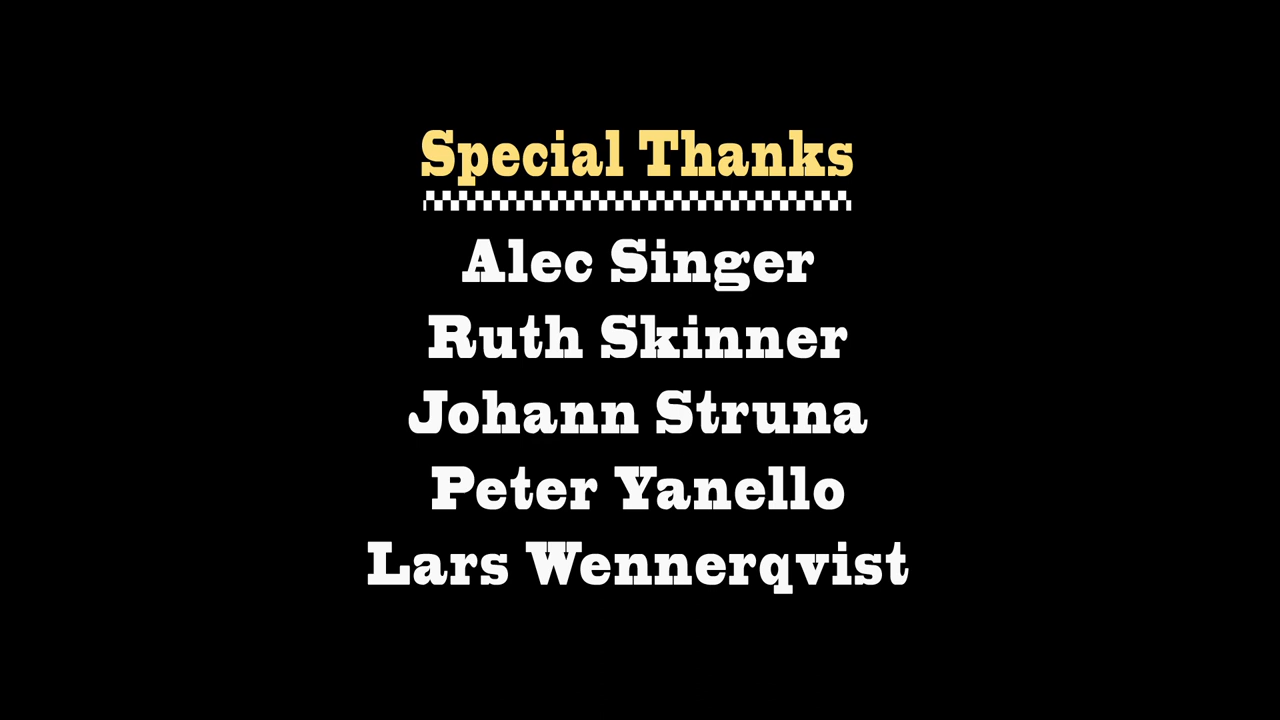 Special Thanks
Alec Singer
Ruth Skinner
Johann Struna
Peter Yanello
Lars Wennerqvist